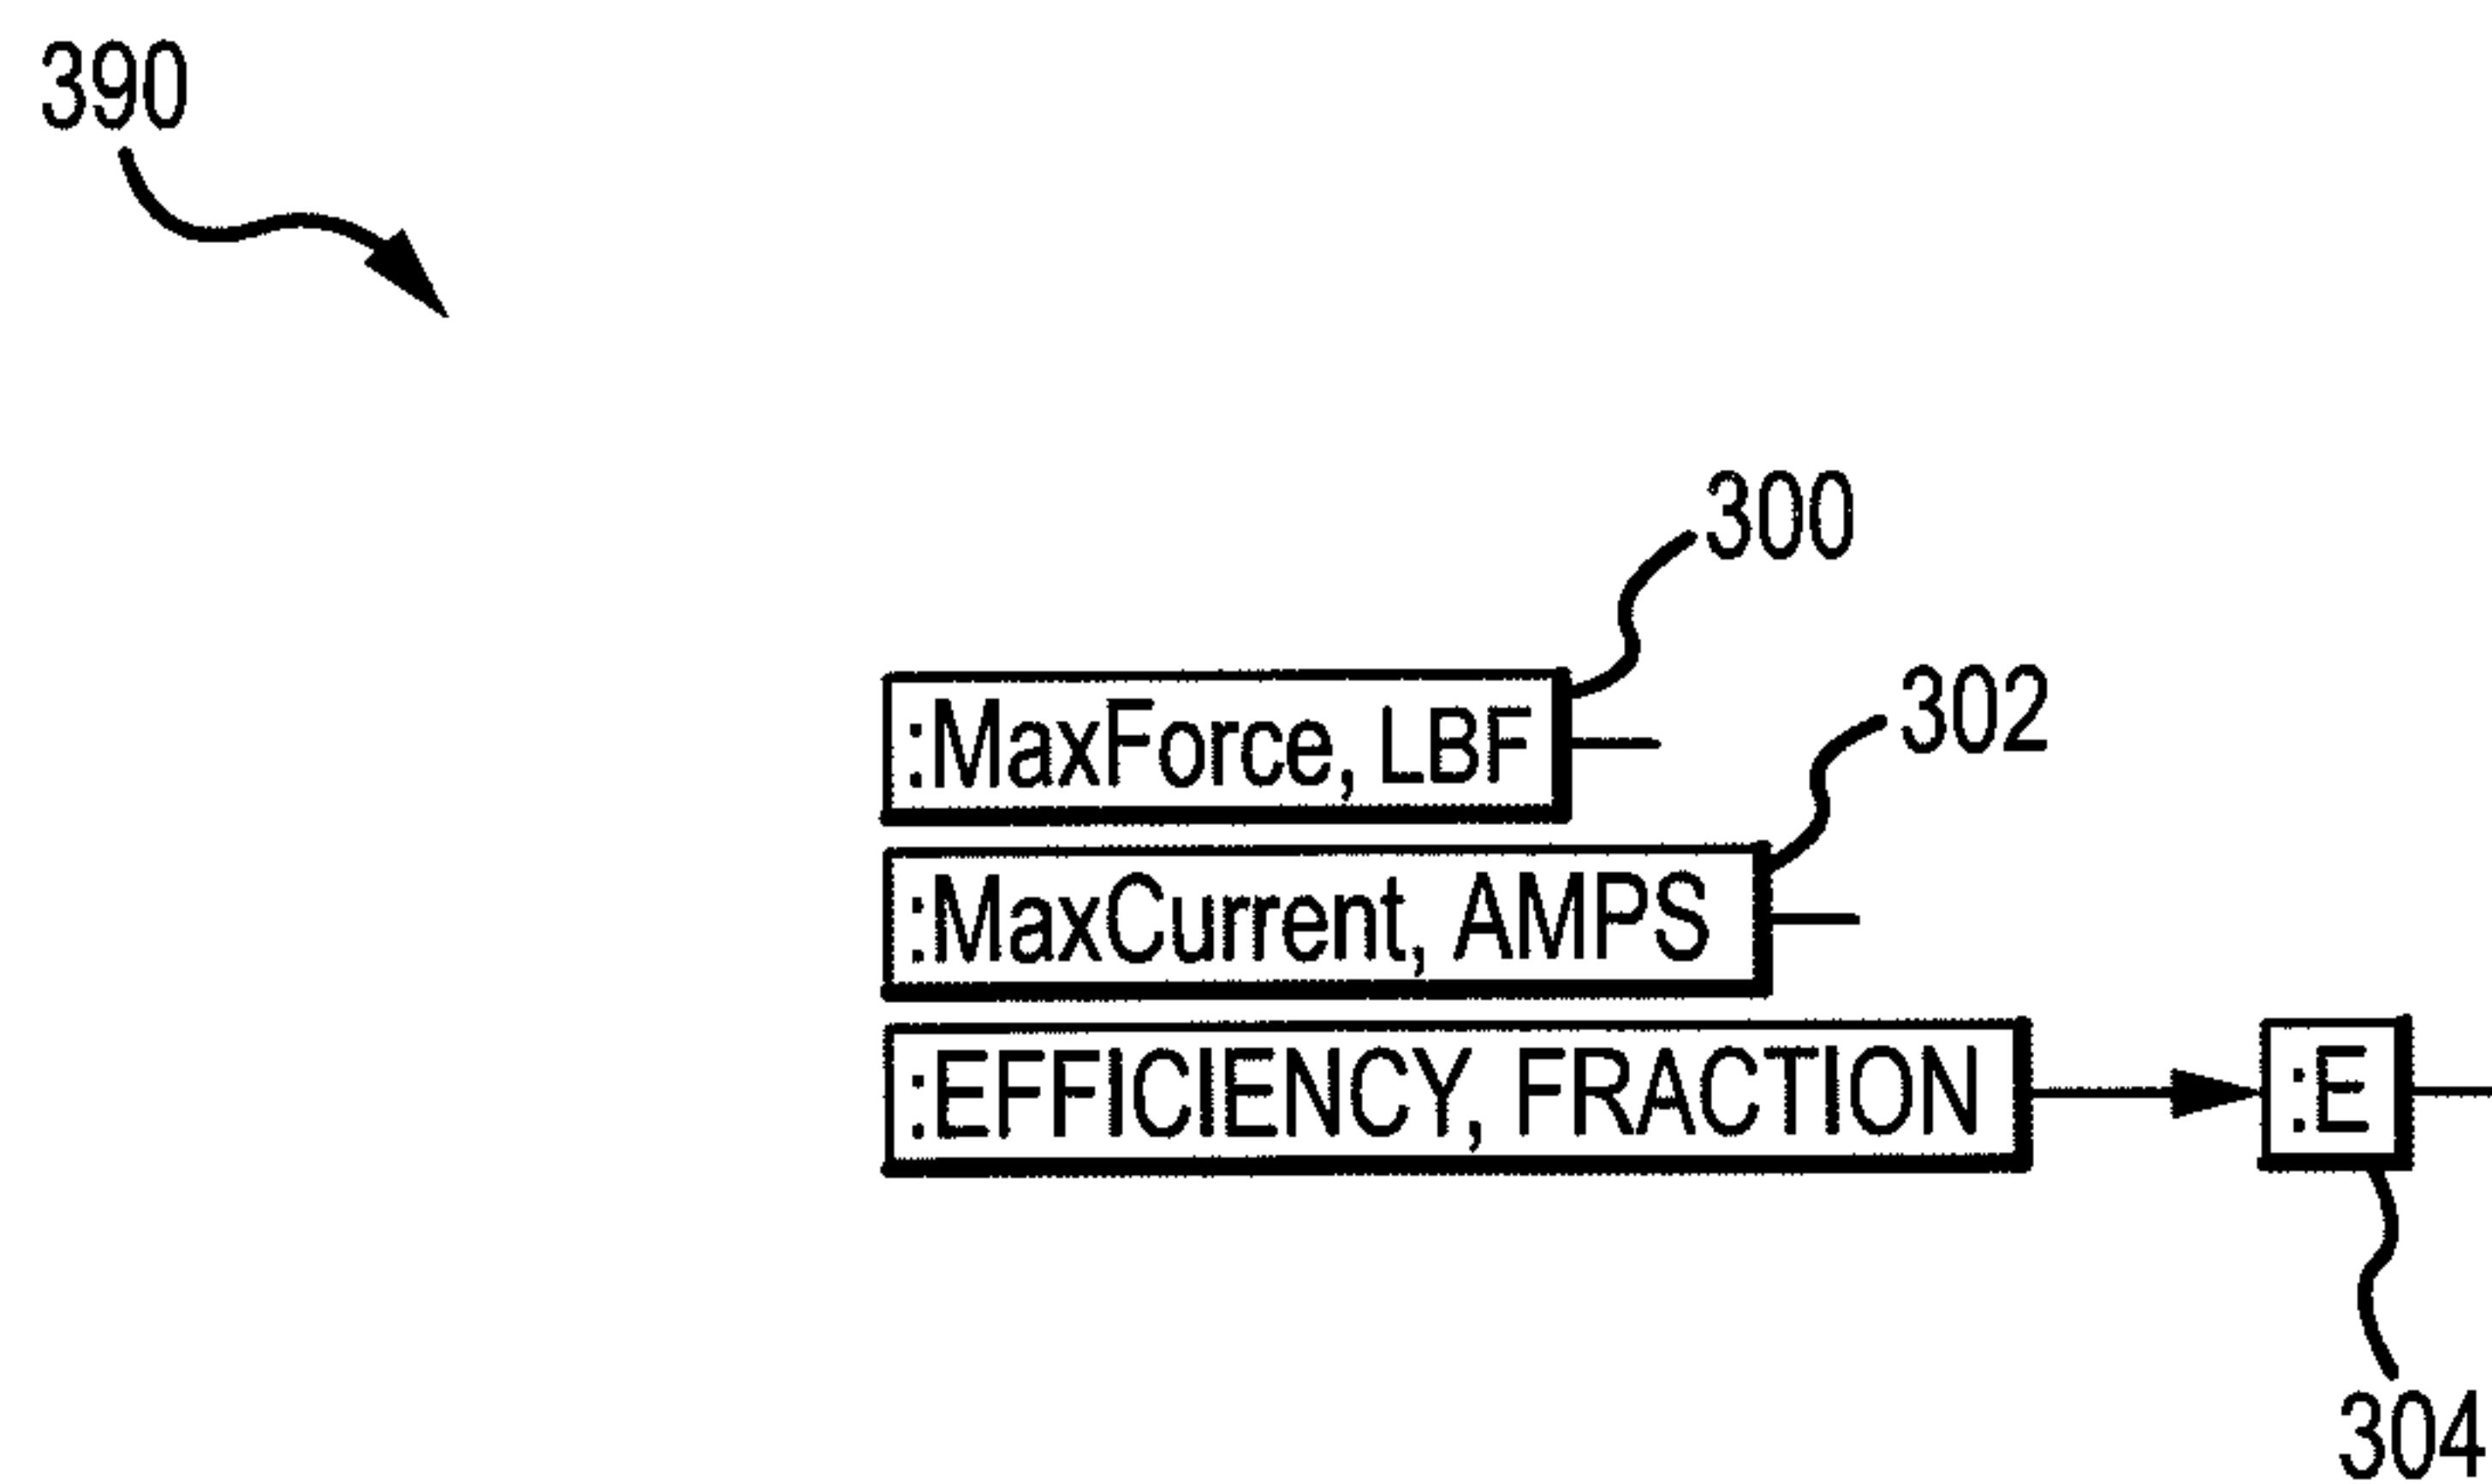 390
300
:MaxForce, LBF
302
:MaxCurrent, AMPS
:EFFICIENCY, FRACTION
:E
304